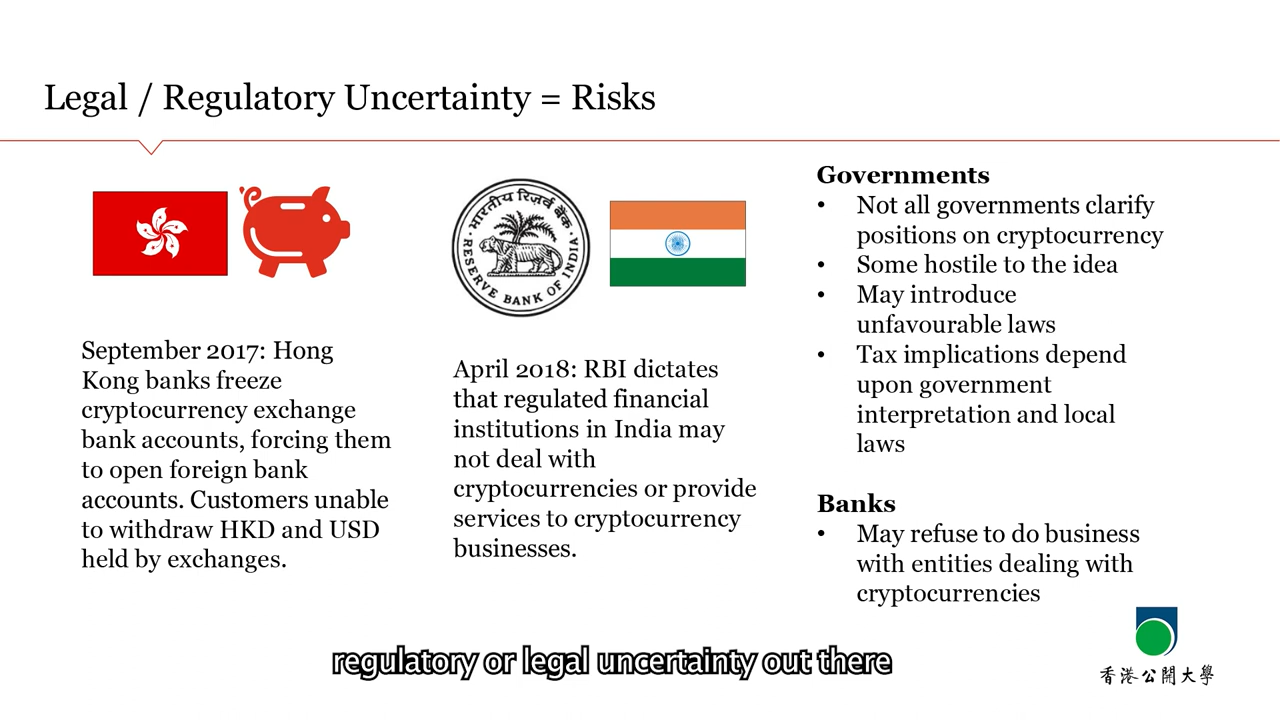 Legal / Regulatory Uncertainty = Risks
September 2017: Hong
Kong banks freeze
cryptocurrency exchange
bank accounts, forcing them
to open foreign bank
accounts. Customers unable
to withdraw HKD and USD
held by exchanges.
भारतीय रिज़र्व बैंक
RESERVE BANK OF INDIA
April 2018: RBI dictates
that regulated financial
institutions in India may
not deal with
cryptocurrencies or provide
services to cryptocurrency
businesses.
Governments
• Not all governments clarify
positions on cryptocurrency
• Some hostile to the idea
• May introduce
unfavourable laws
• Tax implications depend
upon government
interpretation and local
laws
Banks
• May refuse to do business
with entities dealing with
cryptocurrencies
regulatory or legal uncertainty out there
香港公開大學